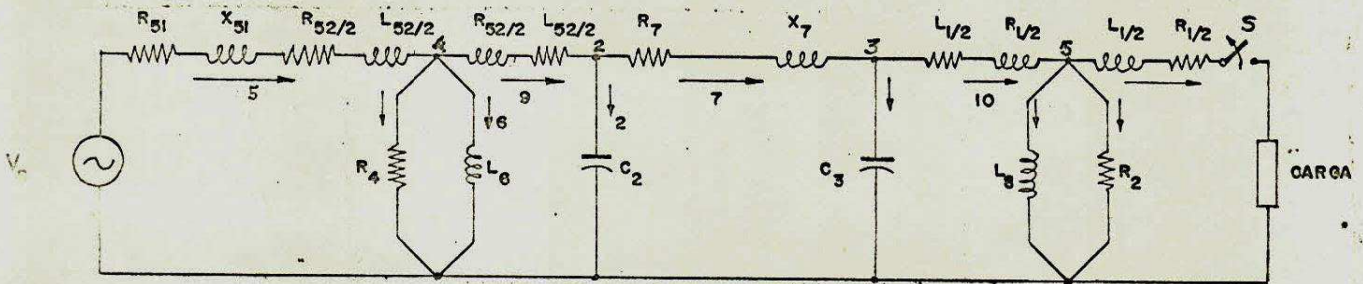 R51 X51 R52/2 L52/2 4 R52/2 L52/2 2 R7 X7 3 L1/2 R1/2 5 L1/2 R1/2 S
5 9 7 10
6 2
R4 L6 C2 C3 L8 R2 CARGA